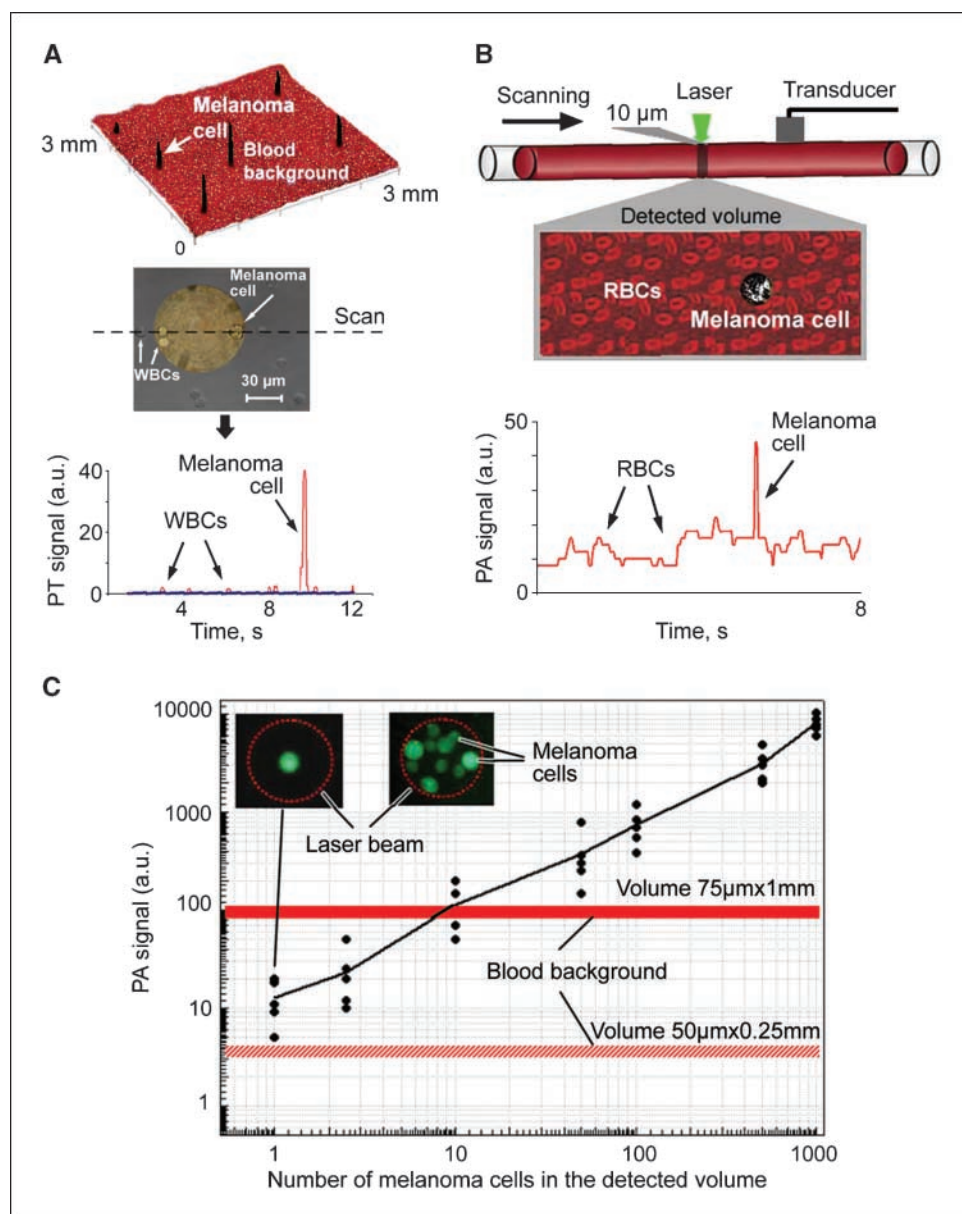 A
Melanoma
cell
Blood
background
3 mm
3 mm
0
Melanoma
cell
Scan
WBCs
30 µm
PT signal (a.u.)
40
20
0
WBCs
Melanoma
cell
4
8
12
Time, s
B
Scanning
10 µm
Laser
Transducer
Detected volume
RBCs
Melanoma cell
PA signal (a.u.)
50
0
RBCs
Melanoma
cell
8
Time, s
C
PA signal (a.u.)
10000
1000
100
10
1
Melanoma
cells
Laser beam
Volume 75µmx1mm
Blood background
Volume 50µmx0.25mm
1
10
100
1000
Number of melanoma cells in the detected volume